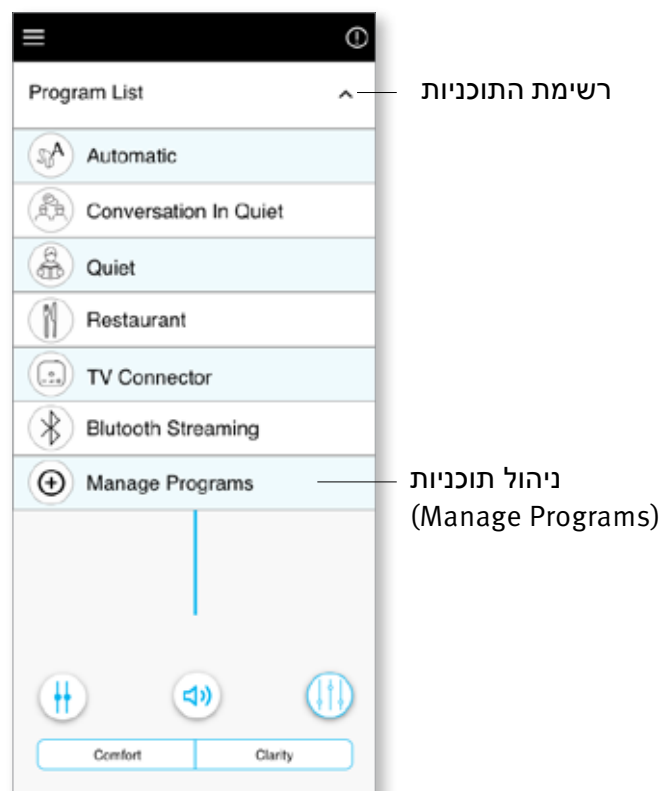 Program List
רשימת התוכניות
A
Automatic
Conversation In Quiet
Quiet
Restaurant
TV Connector
Blutooth Streaming
Manage Programs
ניהול תוכניות
(Manage Programs)
Comfort
Clarity